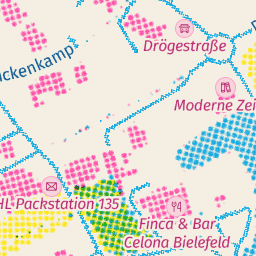 Drögestraße
ckenkamp
Moderne Zei
HL Packstation 135
Finca & Bar
Celona Bielefeld